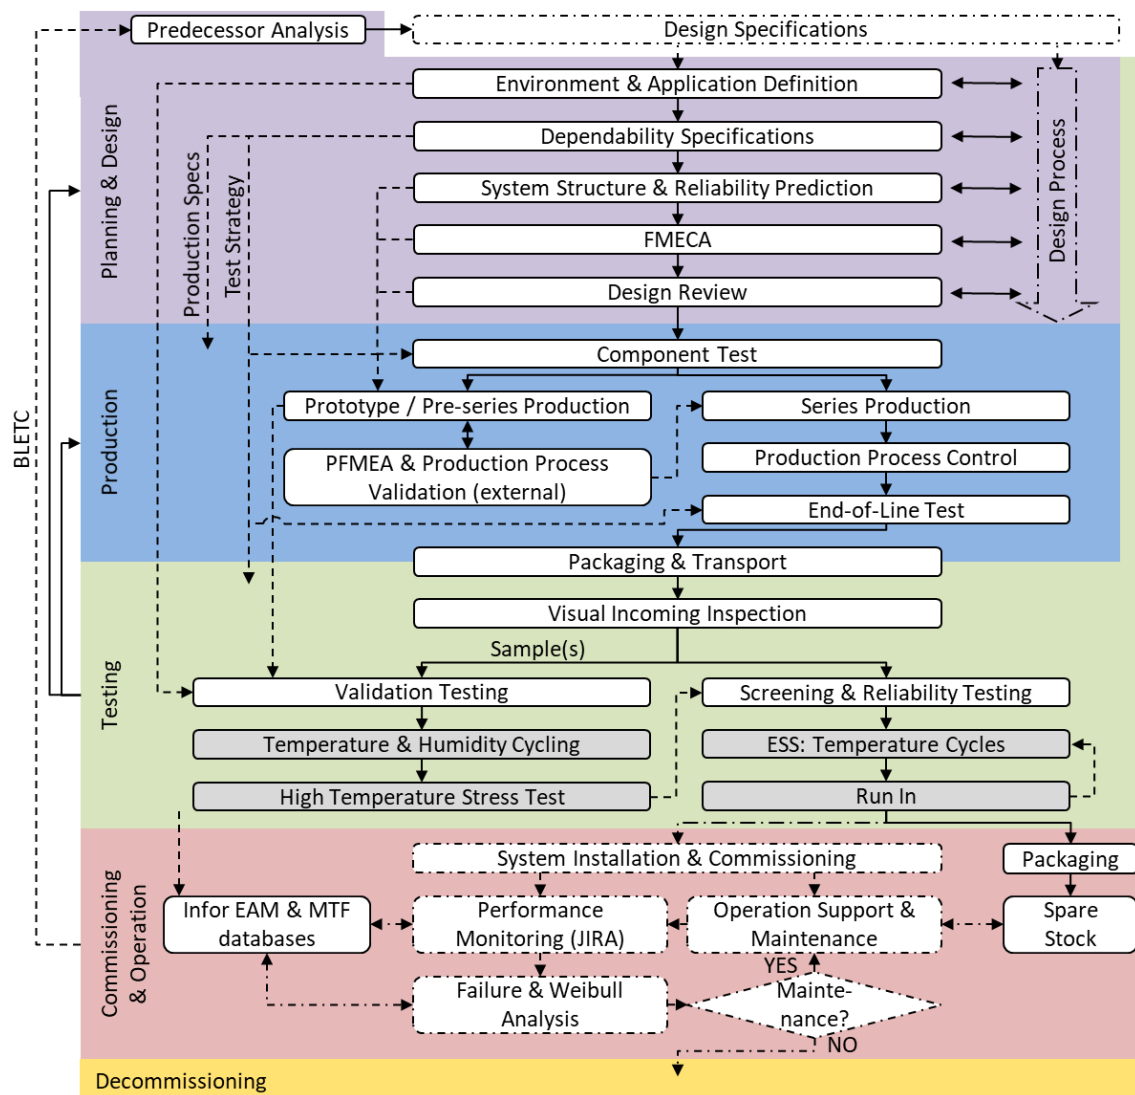 Predecessor Analysis
Design Specifications
Environment & Application Definition
Dependability Specifications
System Structure & Reliability Prediction
FMECA
Design Review
Planning & Design
Production Specs
Test Strategy
Design Process
Component Test
Prototype / Pre-series Production
Series Production
PFMEA & Production Process
Validation (external)
Production Process Control
End-of-Line Test
Production
BLETC
Packaging & Transport
Visual Incoming Inspection
Sample(s)
Testing
Validation Testing
Screening & Reliability Testing
Temperature & Humidity Cycling
ESS: Temperature Cycles
High Temperature Stress Test
Run In
System Installation & Commissioning
Packaging
Commissioning
& Operation
Infor EAM & MTF
databases
Performance
Monitoring (JIRA)
Operation Support &
Maintenance
Spare
Stock
YES
Failure & Weibull
Analysis
Mainte-
nance?
NO
Decommissioning